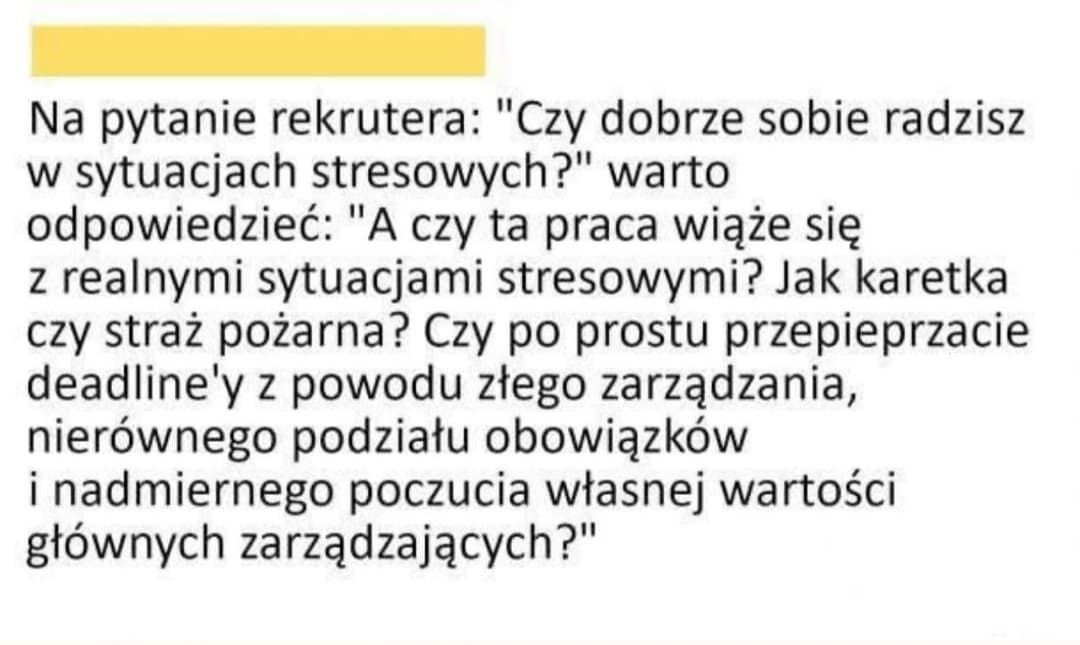 Na pytanie rekrutera: "Czy dobrze sobie radzisz
w sytuacjach stresowych?" warto
odpowiedzieć: "A czy ta praca wiąże się
z realnymi sytuacjami stresowymi? Jak karetka
czy straż pożarna? Czy po prostu przepieprzacie
deadline'y z powodu złego zarządzania,
nierównego podziału obowiązków
i nadmiernego poczucia własnej wartości
głównych zarządzających?"